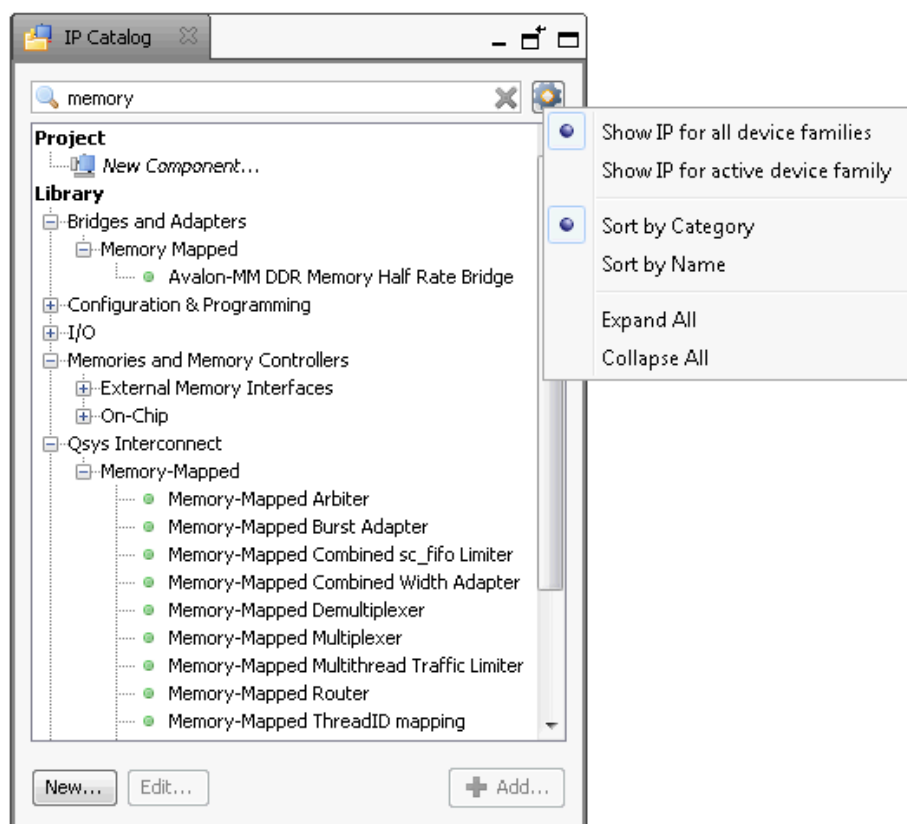 IP Catalog
memory
Project
New Component...
Library
Bridges and Adapters
Memory Mapped
Avalon-MM DDR Memory Half Rate Bridge
Configuration & Programming
I/O
Memories and Memory Controllers
External Memory Interfaces
On-Chip
Qsys Interconnect
Memory-Mapped
Memory-Mapped Arbiter
Memory-Mapped Burst Adapter
Memory-Mapped Combined sc_fifo Limiter
Memory-Mapped Combined Width Adapter
Memory-Mapped Demultiplexer
Memory-Mapped Multiplexer
Memory-Mapped Multithread Traffic Limiter
Memory-Mapped Router
Memory-Mapped ThreadID mapping
New... Edit... Add...
Show IP for all device families
Show IP for active device family
Sort by Category
Sort by Name
Expand All
Collapse All